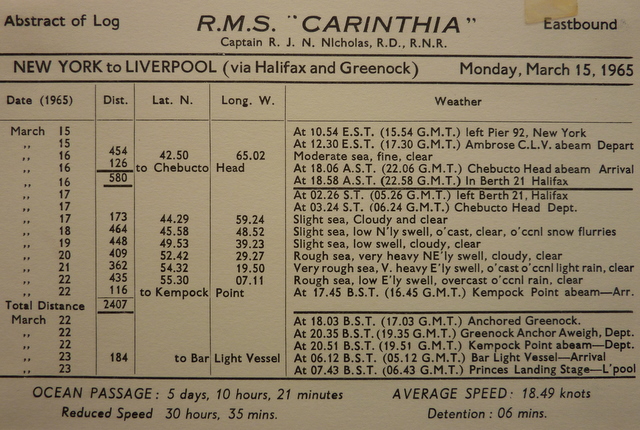 Abstract of Log R.M.S. "CARINTHIA" Eastbound
Captain R. J. N. NIcholas, R.D., R.N.R.
NEW YORK to LIVERPOOL (via Halifax and Greenock) Monday, March 15, 1965
Date (1965) Dist. Lat. N. Long. W. Weather
March 15 At 10.54 E.S.T. (15.54 G.M.T.) left Pier 92, New York
,, 15 At 12.30 E.S.T. (17.30 G.M.T.) Ambrose C.L.V. abeam Depart
,, 16 454 42.50 65.02 Moderate sea, fine, clear
,, 16 126 to Chebucto Head At 18.06 A.S.T. (22.06 G.M.T.) Chebucto Head abeam Arrival
,, 16 580 At 18.58 A.S.T. (22.58 G.M.T.) In Berth 21 Halifax
,, 17 At 02.26 S.T. (05.26 G.M.T.) left Berth 21, Halifax
,, 17 At 03.24 S.T. (06.24 G.M.T.) Chebucto Head Dept.
,, 17 173 44.29 59.24 Slight sea, Cloudy and clear
,, 18 464 45.58 48.52 Slight sea, low N'ly swell, o'cast, clear, o'ccnl snow flurries
,, 19 448 49.53 39.23 Slight sea, low swell, cloudy, clear
,, 20 409 52.42 29.27 Rough sea, very heavy NE'ly swell, cloudy, clear
,, 21 362 54.32 19.50 Very rough sea, V. heavy E'ly swell, o'cast o'ccnl light rain, clear
,, 22 435 55.30 07.11 Rough sea, low E'ly swell, overcast o'ccnl rain, clear
,, 22 116 to Kempock Point At 17.45 B.S.T. (16.45 G.M.T.) Kempock Point abeam—Arr.
Total Distance 2407
March 22 At 18.03 B.S.T. (17.03 G.M.T.) Anchored Greenock.
,, 22 At 20.35 B.S.T. (19.35 G.M.T.) Greenock Anchor Aweigh, Dept.
,, 22 At 20.51 B.S.T. (19.51 G.M.T.) Kempock Point abeam—Dept.
,, 23 184 to Bar Light Vessel At 06.12 B.S.T. (05.12 G.M.T.) Bar Light Vessel—Arrival
,, 23 At 07.43 B.S.T. (06.43 G.M.T.) Princes Landing Stage—L'pool
OCEAN PASSAGE: 5 days, 10 hours, 21 minutes AVERAGE SPEED: 18.49 knots
Reduced Speed 30 hours, 35 mins. Detention: 06 mins.